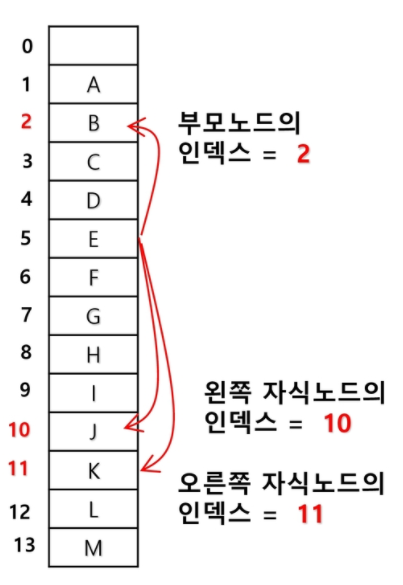 0
1 A
2 B
부모노드의
인덱스 = 2
3 C
4 D
5 E
6 F
7 G
8 H
9 I
왼쪽 자식노드의
인덱스 = 10
10 J
11 K
오른쪽 자식노드의
인덱스 = 11
12 L
13 M